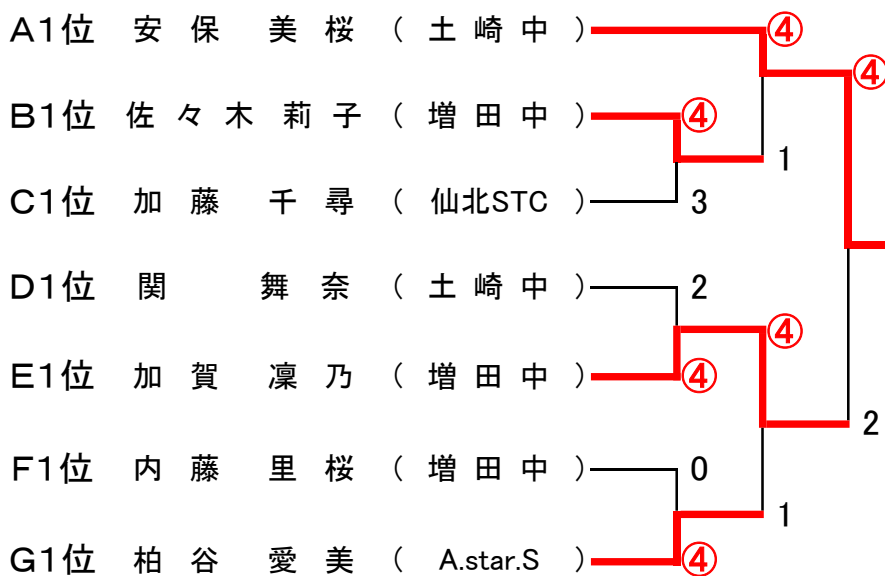 A1位 安保 美桜 ( 土崎中 ) ④
④
B1位 佐々木莉子 ( 増田中 ) ④
1
C1位 加藤 千尋 ( 仙北STC ) 3
D1位 関 舞奈 ( 土崎中 ) 2
④
E1位 加賀 凜乃 ( 増田中 ) ④
2
F1位 内藤 里桜 ( 増田中 ) 0
1
G1位 柏谷 愛美 ( A.star.S ) ④